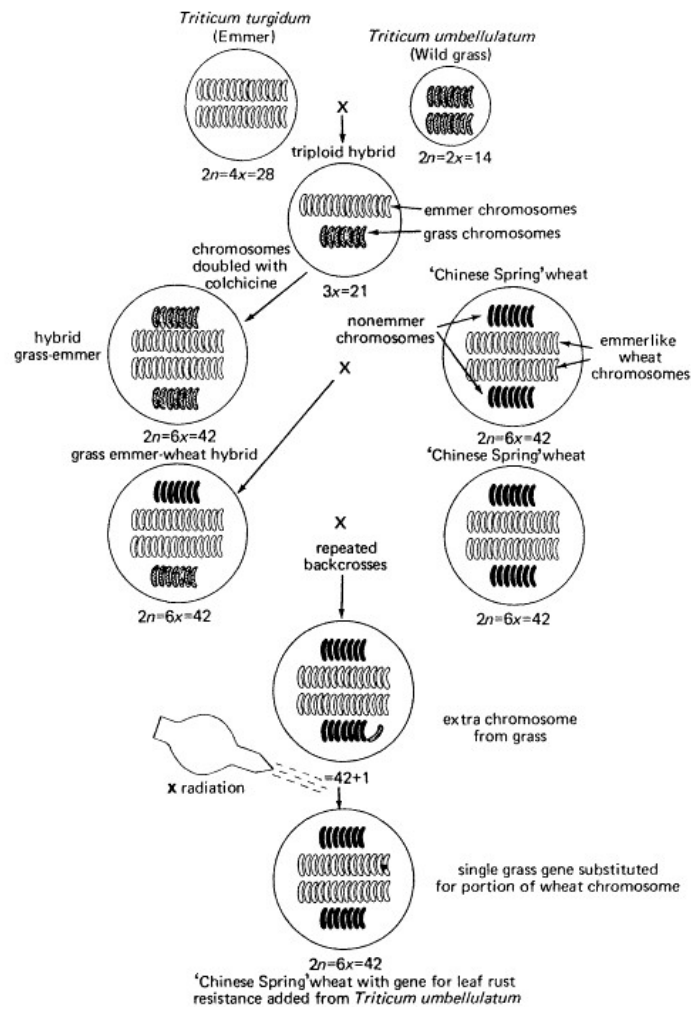 Triticum turgidum
(Emmer)
Triticum umbellulatum
(Wild grass)
X
2n=4x=28
2n=2x=14
triploid hybrid
emmer chromosomes
grass chromosomes
3x=21
chromosomes
doubled with
colchicine
'Chinese Spring' wheat
hybrid
grass-emmer
nonemmer
chromosomes
emmerlike
wheat
chromosomes
X
2n=6x=42
2n=6x=42
grass emmer-wheat hybrid
'Chinese Spring' wheat
X
repeated
backcrosses
2n=6x=42
2n=6x=42
extra chromosome
from grass
=42+1
X radiation
single grass gene substituted
for portion of wheat chromosome
2n=6x=42
'Chinese Spring' wheat with gene for leaf rust
resistance added from Triticum umbellulatum